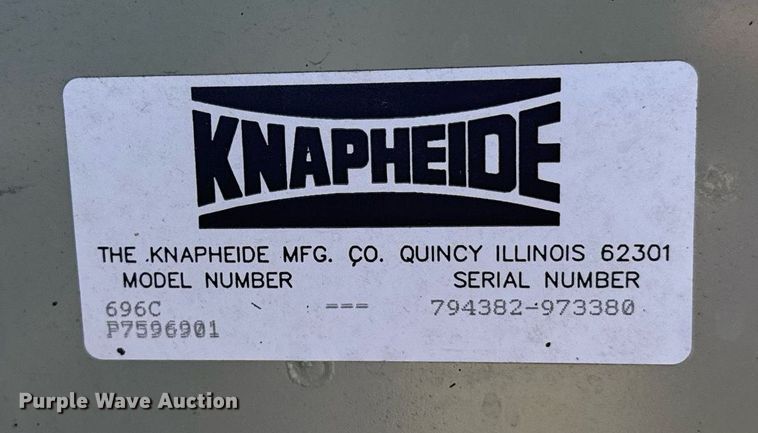 KNAPHEIDE
THE KNAPHEIDE MFG. CO. QUINCY ILLINOIS 62301
MODEL NUMBER SERIAL NUMBER
696C --- 794382-973380
P7596901
Purple Wave Auction